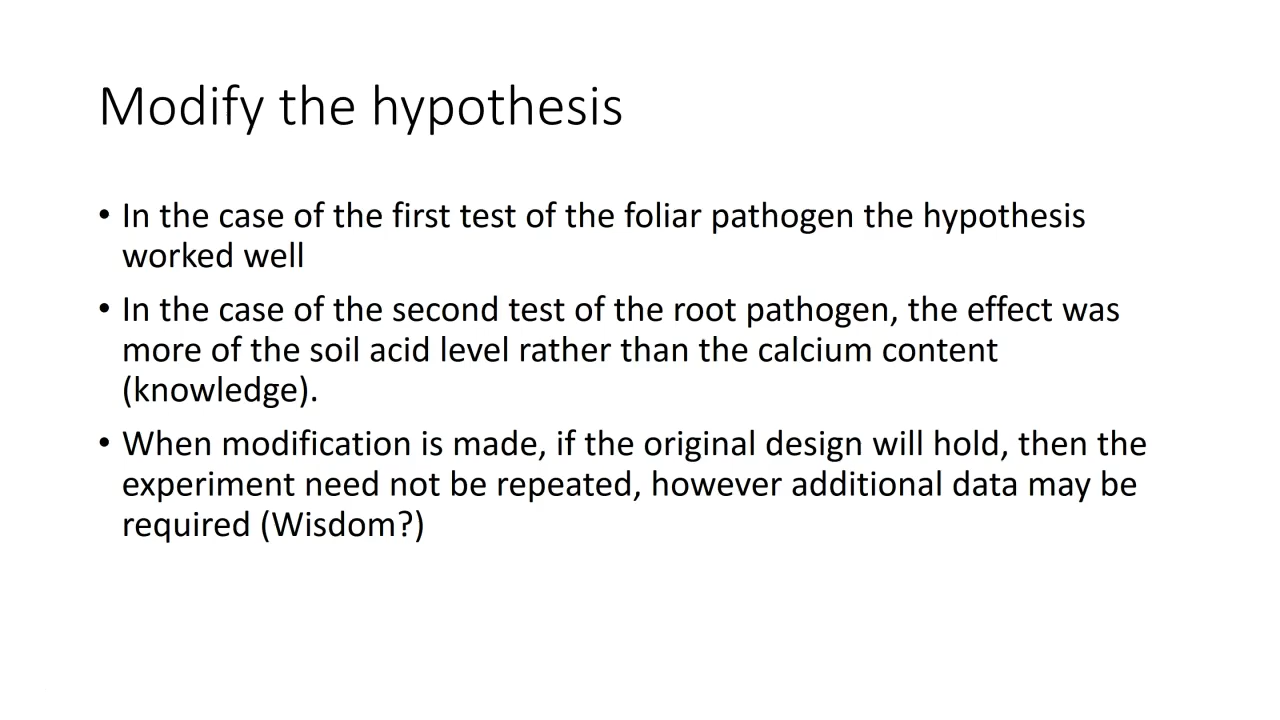 Modify the hypothesis
• In the case of the first test of the foliar pathogen the hypothesis
worked well
• In the case of the second test of the root pathogen, the effect was
more of the soil acid level rather than the calcium content
(knowledge).
• When modification is made, if the original design will hold, then the
experiment need not be repeated, however additional data may be
required (Wisdom?)